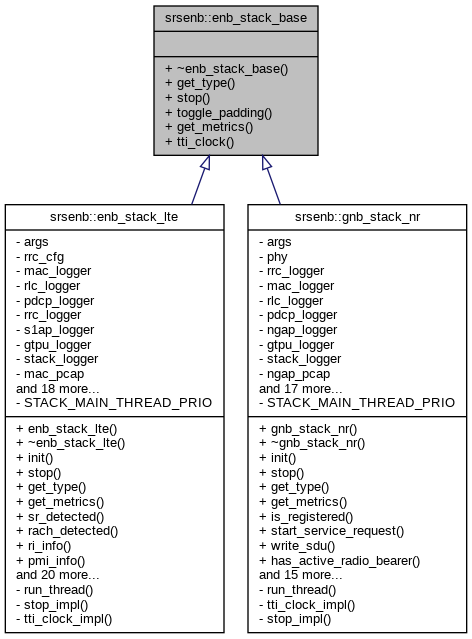 srsenb::enb_stack_base
+ ~enb_stack_base()
+ get_type()
+ stop()
+ toggle_padding()
+ get_metrics()
+ tti_clock()
srsenb::enb_stack_lte
- args
- rrc_cfg
- mac_logger
- rlc_logger
- pdcp_logger
- rrc_logger
- s1ap_logger
- gtpu_logger
- stack_logger
- mac_pcap
and 18 more...
- STACK_MAIN_THREAD_PRIO
+ enb_stack_lte()
+ ~enb_stack_lte()
+ init()
+ stop()
+ get_type()
+ get_metrics()
+ sr_detected()
+ rach_detected()
+ ri_info()
+ pmi_info()
and 20 more...
- run_thread()
- stop_impl()
- tti_clock_impl()
srsenb::gnb_stack_nr
- args
- phy
- rrc_logger
- mac_logger
- rlc_logger
- pdcp_logger
- ngap_logger
- gtpu_logger
- stack_logger
- ngap_pcap
and 17 more...
- STACK_MAIN_THREAD_PRIO
+ gnb_stack_nr()
+ ~gnb_stack_nr()
+ init()
+ stop()
+ get_type()
+ get_metrics()
+ is_registered()
+ start_service_request()
+ write_sdu()
+ has_active_radio_bearer()
and 15 more...
- run_thread()
- tti_clock_impl()
- stop_impl()